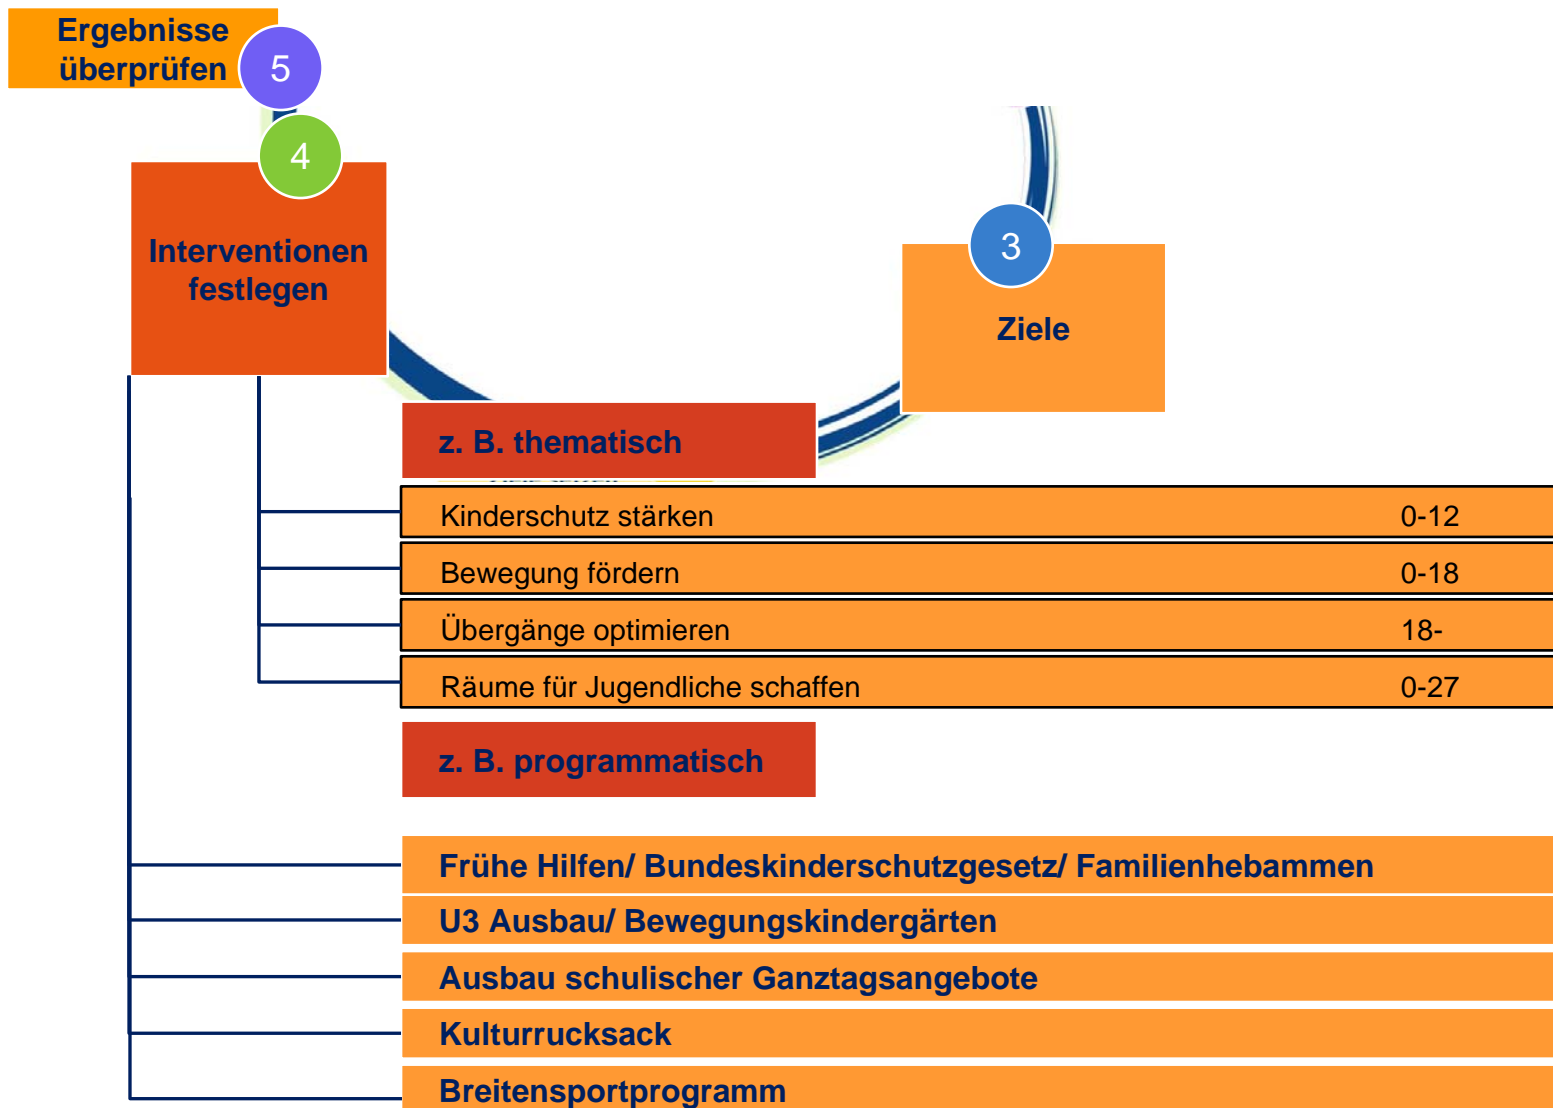 Ergebnisse
überprüfen
5
4
Interventionen
festlegen
3
Ziele
z. B. thematisch
Kinderschutz stärken 0-12
Bewegung fördern 0-18
Übergänge optimieren 18-
Räume für Jugendliche schaffen 0-27
z. B. programmatisch
Frühe Hilfen/ Bundeskinderschutzgesetz/ Familienhebammen
U3 Ausbau/ Bewegungskindergärten
Ausbau schulischer Ganztagsangebote
Kulturrucksack
Breitensportprogramm